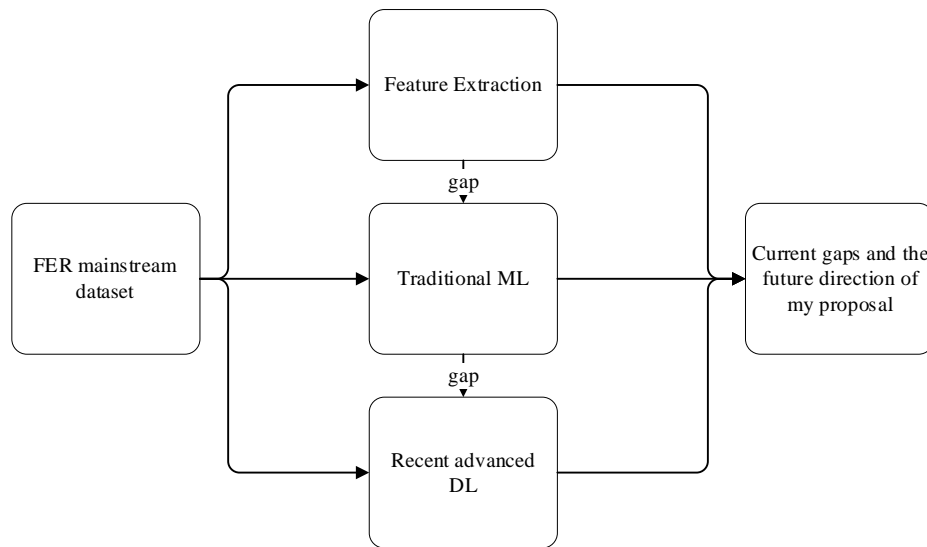 Feature Extraction
gap
FER mainstream
dataset
Traditional ML
Current gaps and the
future direction of
my proposal
gap
Recent advanced
DL